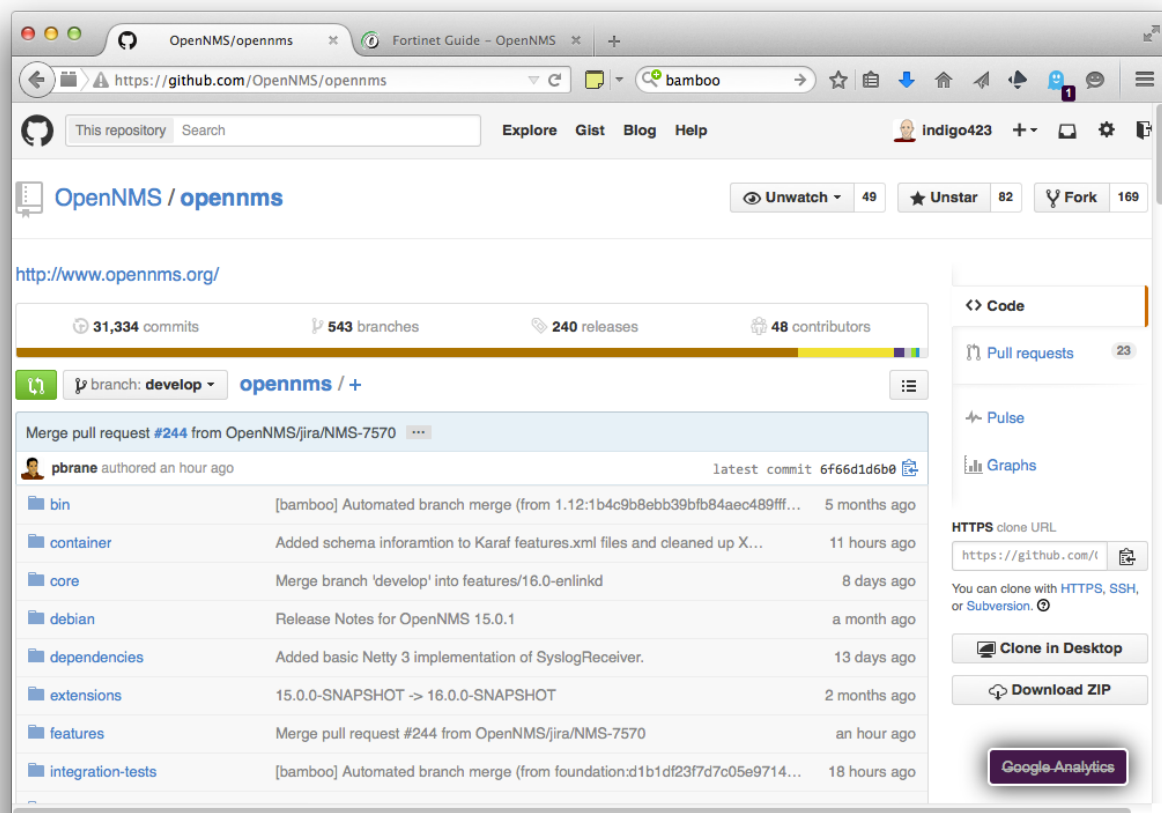 OpenNMS/opennms × Fortinet Guide – OpenNMS × +
https://github.com/OpenNMS/opennms bamboo 1
This repository Search Explore Gist Blog Help indigo423
OpenNMS / opennms Unwatch 49 Unstar 82 Fork 169
http://www.opennms.org/
31,334 commits 543 branches 240 releases 48 contributors
branch: develop opennms / +
Merge pull request #244 from OpenNMS/jira/NMS-7570 ...
pbrane authored an hour ago latest commit 6f66d1d6b0
bin [bamboo] Automated branch merge (from 1.12:1b4c9b8ebb39bfb84aec489fff... 5 months ago
container Added schema inforamtion to Karaf features.xml files and cleaned up X... 11 hours ago
core Merge branch 'develop' into features/16.0-enlinkd 8 days ago
debian Release Notes for OpenNMS 15.0.1 a month ago
dependencies Added basic Netty 3 implementation of SyslogReceiver. 13 days ago
extensions 15.0.0-SNAPSHOT -> 16.0.0-SNAPSHOT 2 months ago
features Merge pull request #244 from OpenNMS/jira/NMS-7570 an hour ago
integration-tests [bamboo] Automated branch merge (from foundation:d1b1df23f7d7c05e9714... 18 hours ago
Code
Pull requests 23
Pulse
Graphs
HTTPS clone URL
https://github.com/
You can clone with HTTPS, SSH,
or Subversion.
Clone in Desktop
Download ZIP
Google Analytics